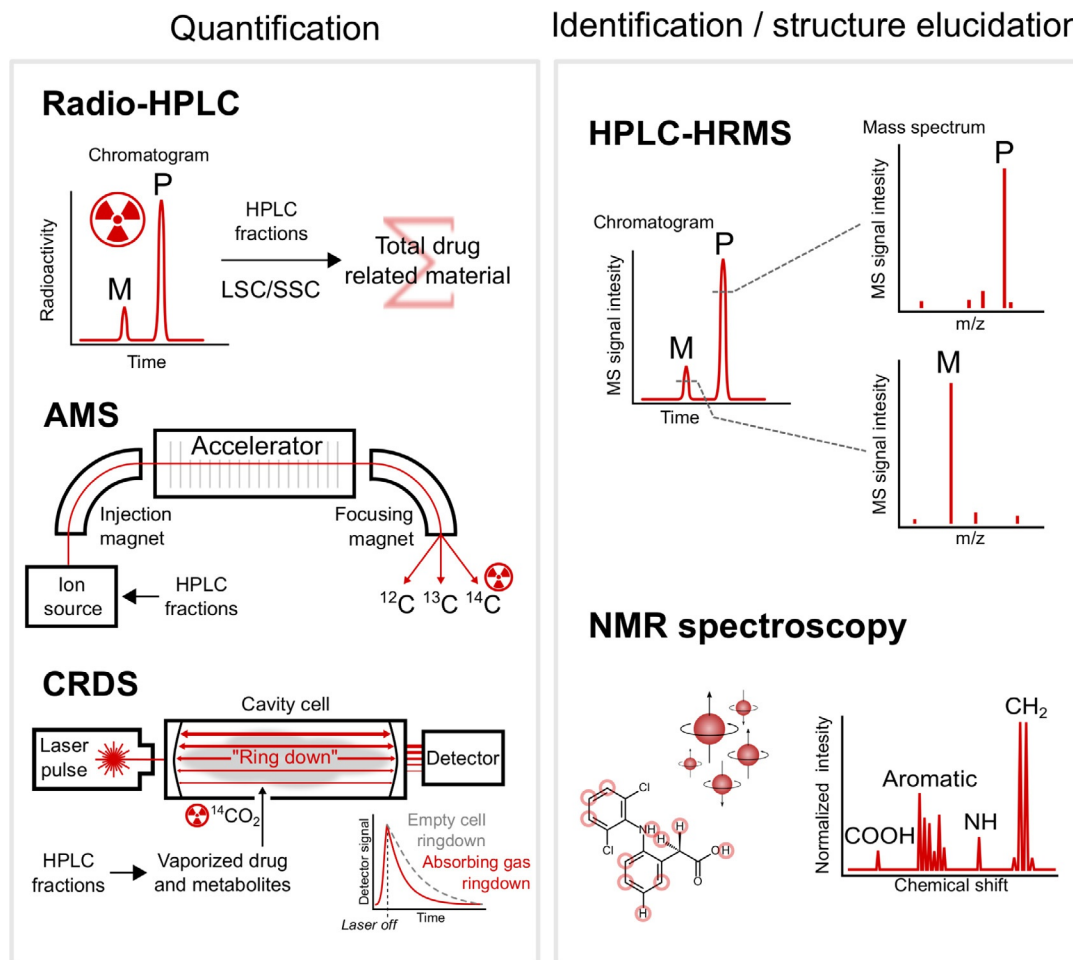 Quantification
Identification / structure elucidation
Radio-HPLC
Chromatogram
P
M
Radioactivity
Time
HPLC
fractions
LSC/SSC
Σ
Total drug
related material
AMS
Accelerator
Injection
magnet
Focusing
magnet
Ion
source
HPLC
fractions
¹²C ¹³C ¹⁴C
CRDS
Cavity cell
Laser
pulse
"Ring down"
Detector
¹⁴CO₂
HPLC
fractions
Vaporized drug
and metabolites
Detector signal
Empty cell
ringdown
Absorbing gas
ringdown
Time
Laser off
HPLC-HRMS
Chromatogram
P
M
MS signal intesity
Time
Mass spectrum
P
MS signal intesity
m/z
M
MS signal intesity
m/z
NMR spectroscopy
Cl
NH
Cl
H
H
OH
O
H
Normalized intesity
COOH
Aromatic
NH
CH₂
Chemical shift